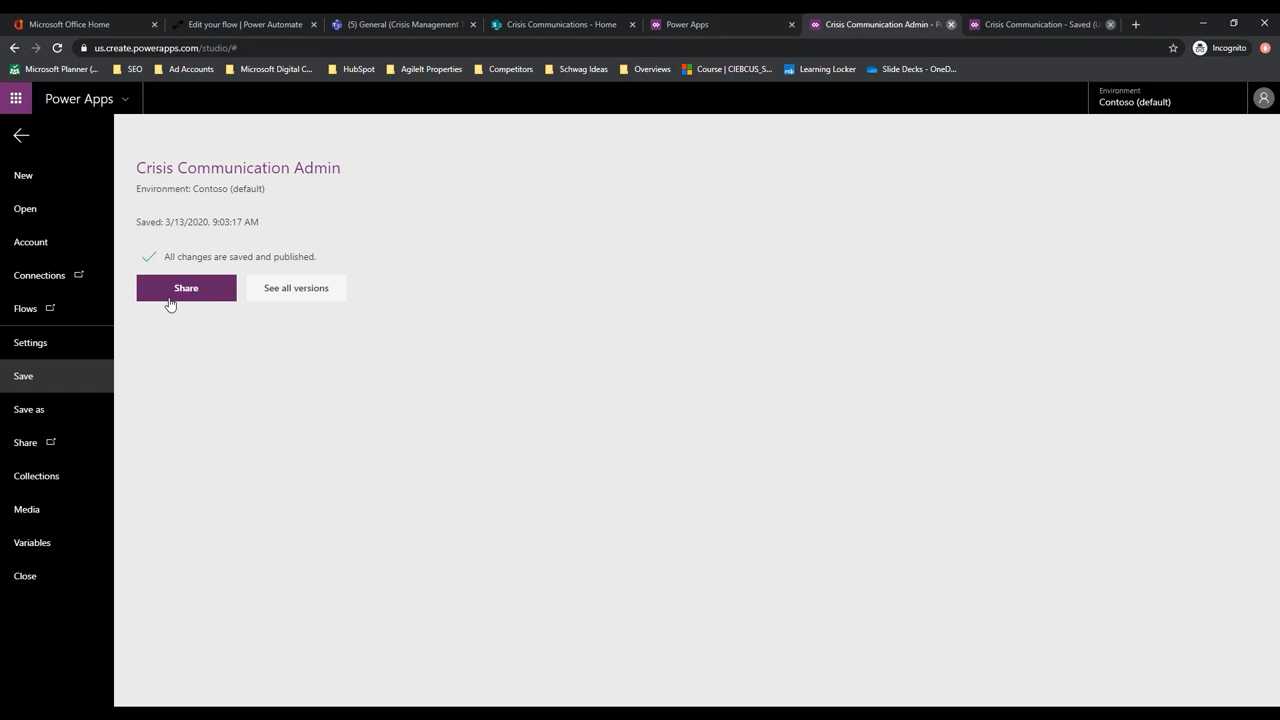 Microsoft Office Home
Edit your flow | Power Automate
(5) General (Crisis Management
Crisis Communications - Home
Power Apps
Crisis Communication Admin - P
Crisis Communication - Saved (U
us.create.powerapps.com/studio/#
Incognito
Microsoft Planner (...
SEO
Ad Accounts
Microsoft Digital C...
HubSpot
AgileIt Properties
Competitors
Schwag Ideas
Overviews
Course | CIEBCUS_S...
Learning Locker
Slide Decks - OneD...
Power Apps
Environment
Contoso (default)
New
Open
Account
Connections
Flows
Settings
Save
Save as
Share
Collections
Media
Variables
Close
Crisis Communication Admin
Environment: Contoso (default)
Saved: 3/13/2020, 9:03:17 AM
All changes are saved and published.
Share
See all versions